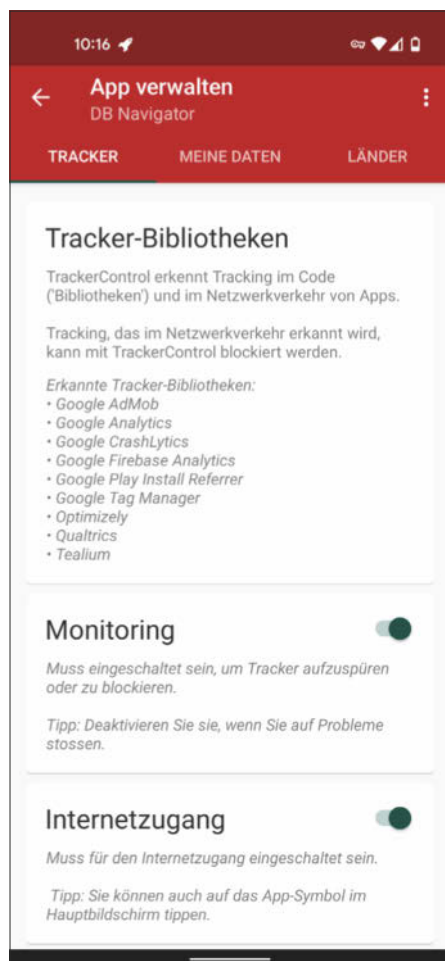 10:16
App verwalten
DB Navigator
TRACKER MEINE DATEN LÄNDER
Tracker-Bibliotheken
TrackerControl erkennt Tracking im Code
('Bibliotheken') und im Netzwerkverkehr von Apps.
Tracking, das im Netzwerkverkehr erkannt wird,
kann mit TrackerControl blockiert werden.
Erkannte Tracker-Bibliotheken:
• Google AdMob
• Google Analytics
• Google CrashLytics
• Google Firebase Analytics
• Google Play Install Referrer
• Google Tag Manager
• Optimizely
• Qualtrics
• Tealium
Monitoring
Muss eingeschaltet sein, um Tracker aufzuspüren
oder zu blockieren.
Tipp: Deaktivieren Sie sie, wenn Sie auf Probleme
stossen.
Internetzugang
Muss für den Internetzugang eingeschaltet sein.
Tipp: Sie können auch auf das App-Symbol im
Hauptbildschirm tippen.